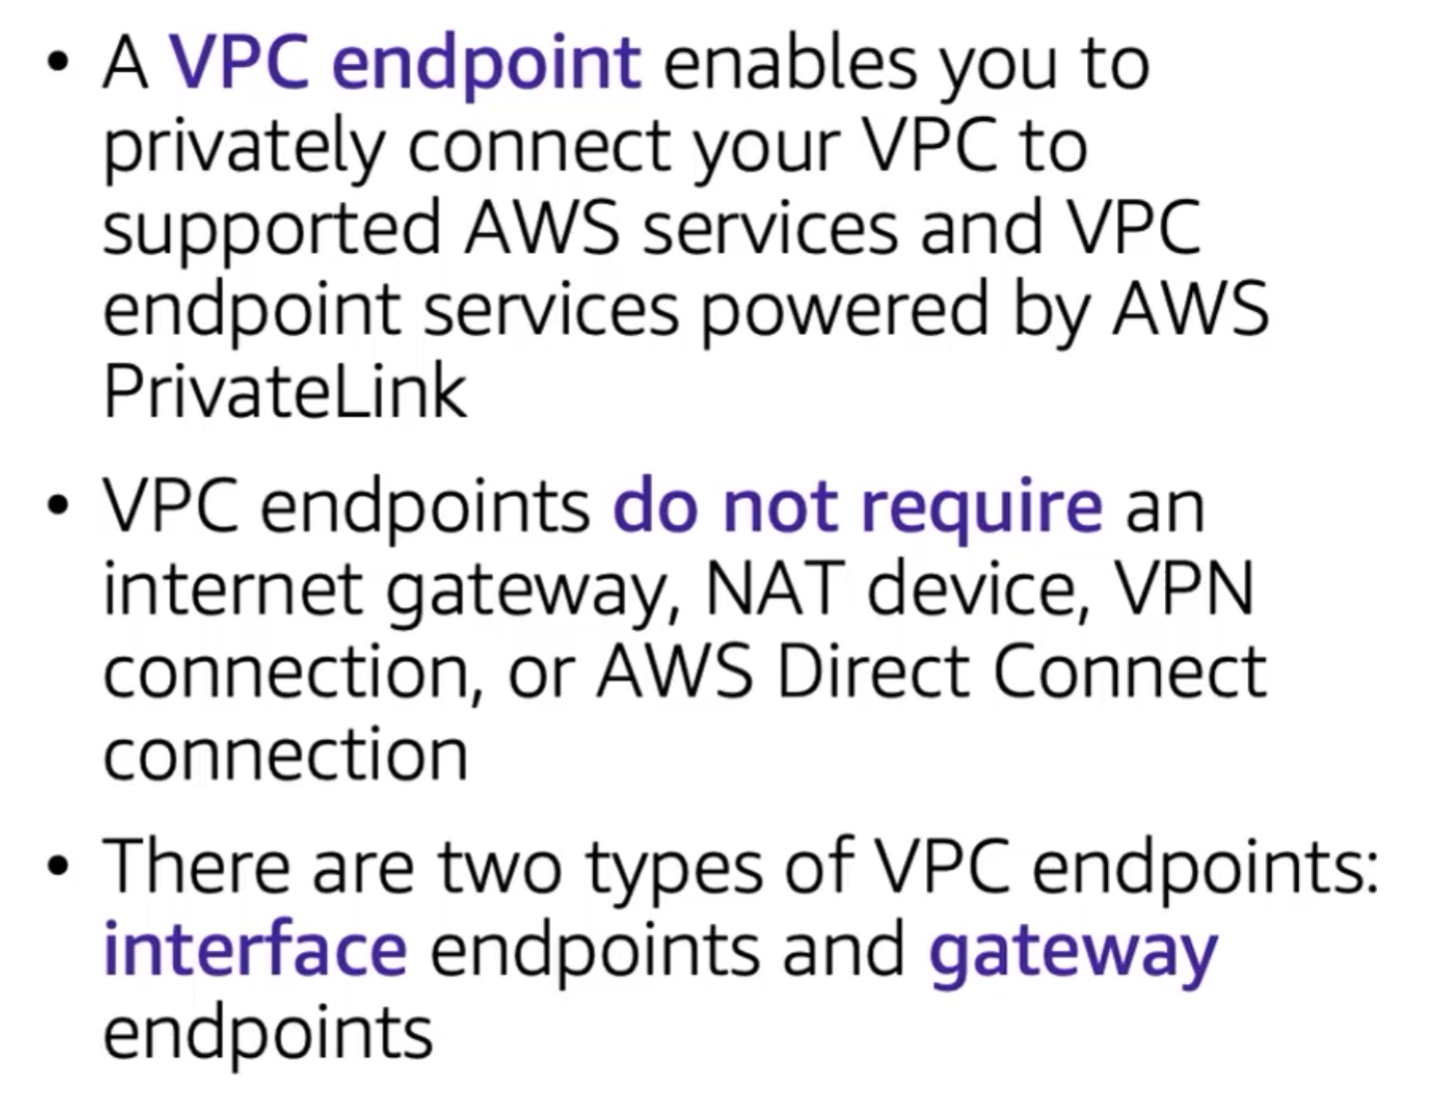 • A VPC endpoint enables you to
privately connect your VPC to
supported AWS services and VPC
endpoint services powered by AWS
PrivateLink
• VPC endpoints do not require an
internet gateway, NAT device, VPN
connection, or AWS Direct Connect
connection
• There are two types of VPC endpoints:
interface endpoints and gateway
endpoints